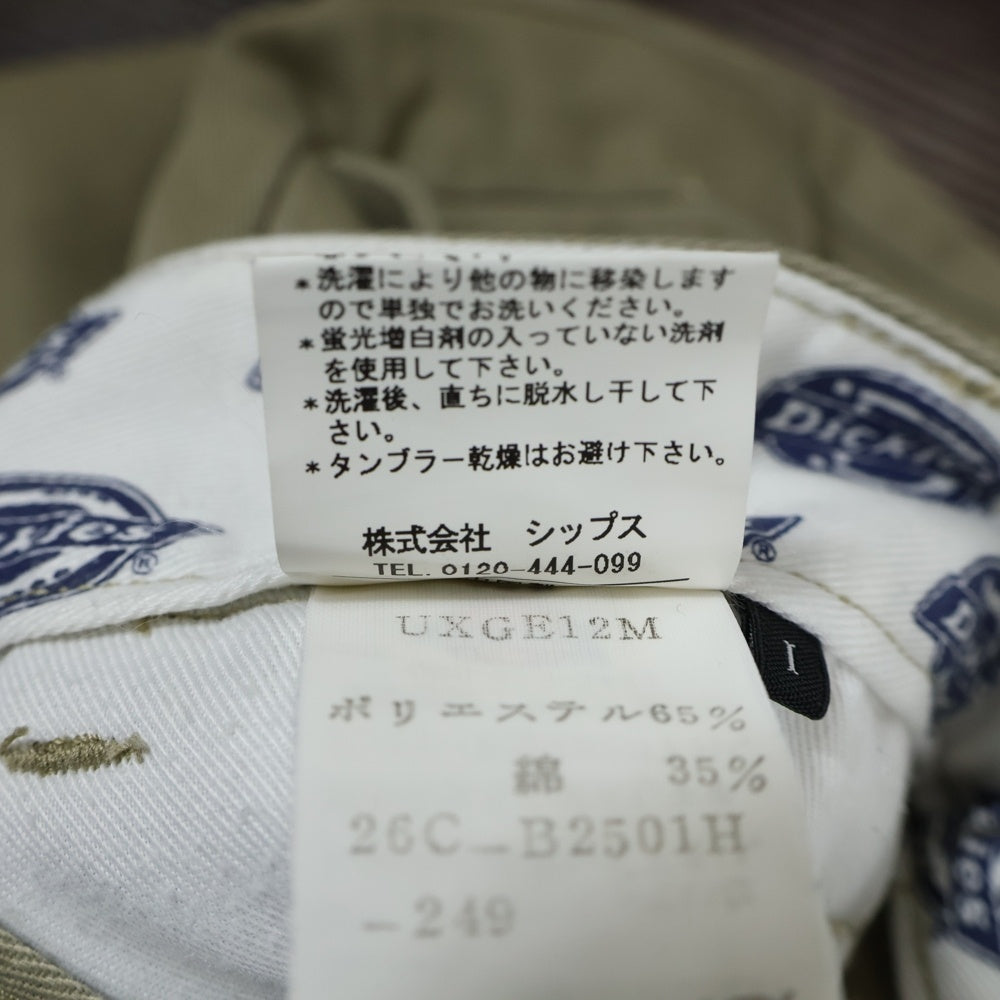 *洗濯により他の物に移染します
ので単独でお洗いください。
*蛍光増白剤の入っていない洗剤
を使用して下さい。
*洗濯後、直ちに脱水し干して下
さい。
*タンブラー乾燥はお避け下さい。
株式会社 シップス
TEL. 0120-444-099
UXGE12M
ポリエステル65%
綿 35%
26C-B2501H
-249
I
DICKIES
®
®